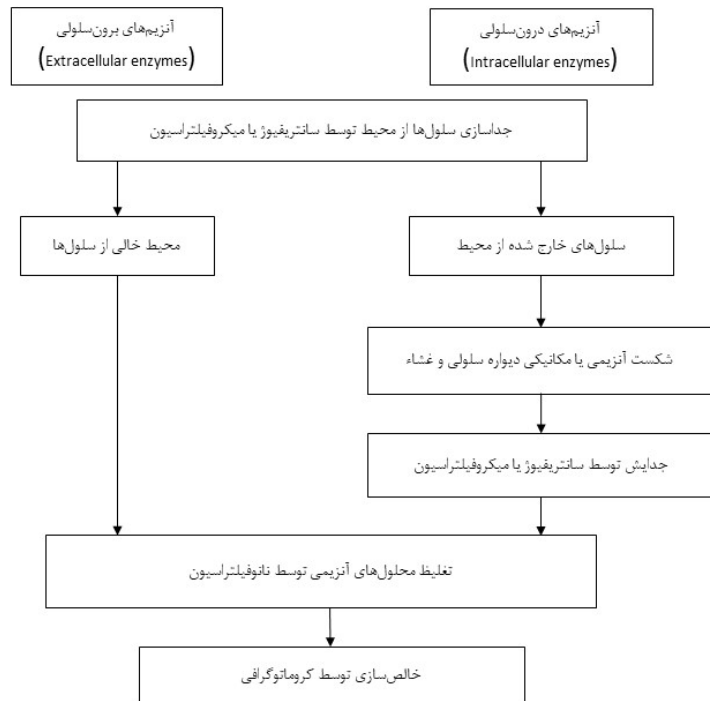 آنزیم‌های برون‌سلولی
(Extracellular enzymes)
آنزیم‌های درون‌سلولی
(Intracellular enzymes)
جداسازی سلول‌ها از محیط توسط سانتریفیوژ یا میکروفیلتراسیون
محیط خالی از سلول‌ها
سلول‌های خارج شده از محیط
شکست آنزیمی یا مکانیکی دیواره سلولی و غشاء
جدایش توسط سانتریفیوژ یا میکروفیلتراسیون
تغلیظ محلول‌های آنزیمی توسط نانوفیلتراسیون
خالص‌سازی توسط کروماتوگرافی